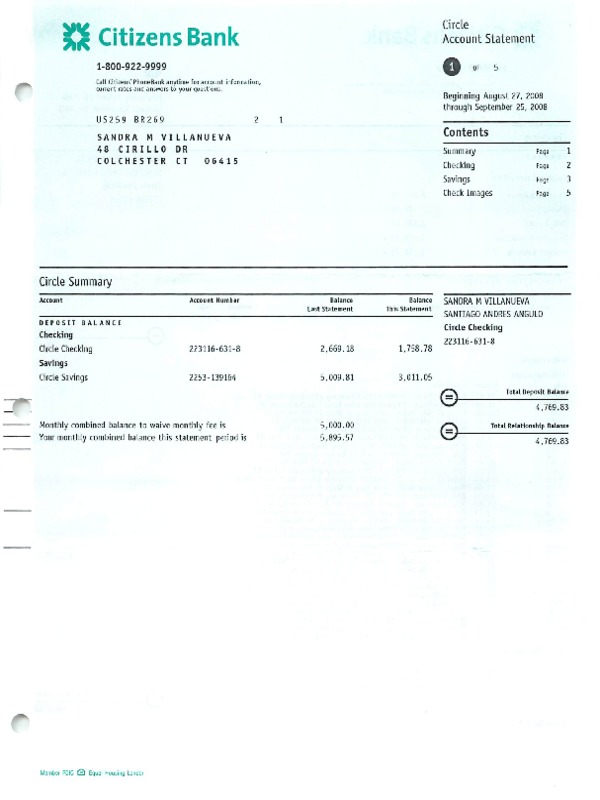 Citizens Bank
1-800-922-9999
Call Citizens' PhoneBank anytime for account information,
current rates and answers to your questions.
US259 BR269 2 1
SANDRA M VILLANUEVA
48 CIRILLO DR
COLCHESTER CT 06415
Circle
Account Statement
1 of 5
Beginning August 27, 2008
through September 25, 2008
Contents
Summary Page 1
Checking Page 2
Savings Page 3
Check Images Page 5
Circle Summary
Account Account Number Balance Last Statement Balance This Statement
DEPOSIT BALANCE
Checking
Circle Checking 223116-631-8 2,669.18 1,758.78
Savings
Circle Savings 2253-139164 5,009.81 3,011.05
Monthly combined balance to waive monthly fee is 5,000.00
Your monthly combined balance this statement period is 5,895.57
SANDRA M VILLANUEVA
SANTIAGO ANDRES ANGULO
Circle Checking
223116-631-8
= Total Deposit Balance
4,769.83
= Total Relationship Balance
4,769.83
Member FDIC Equal Housing Lender